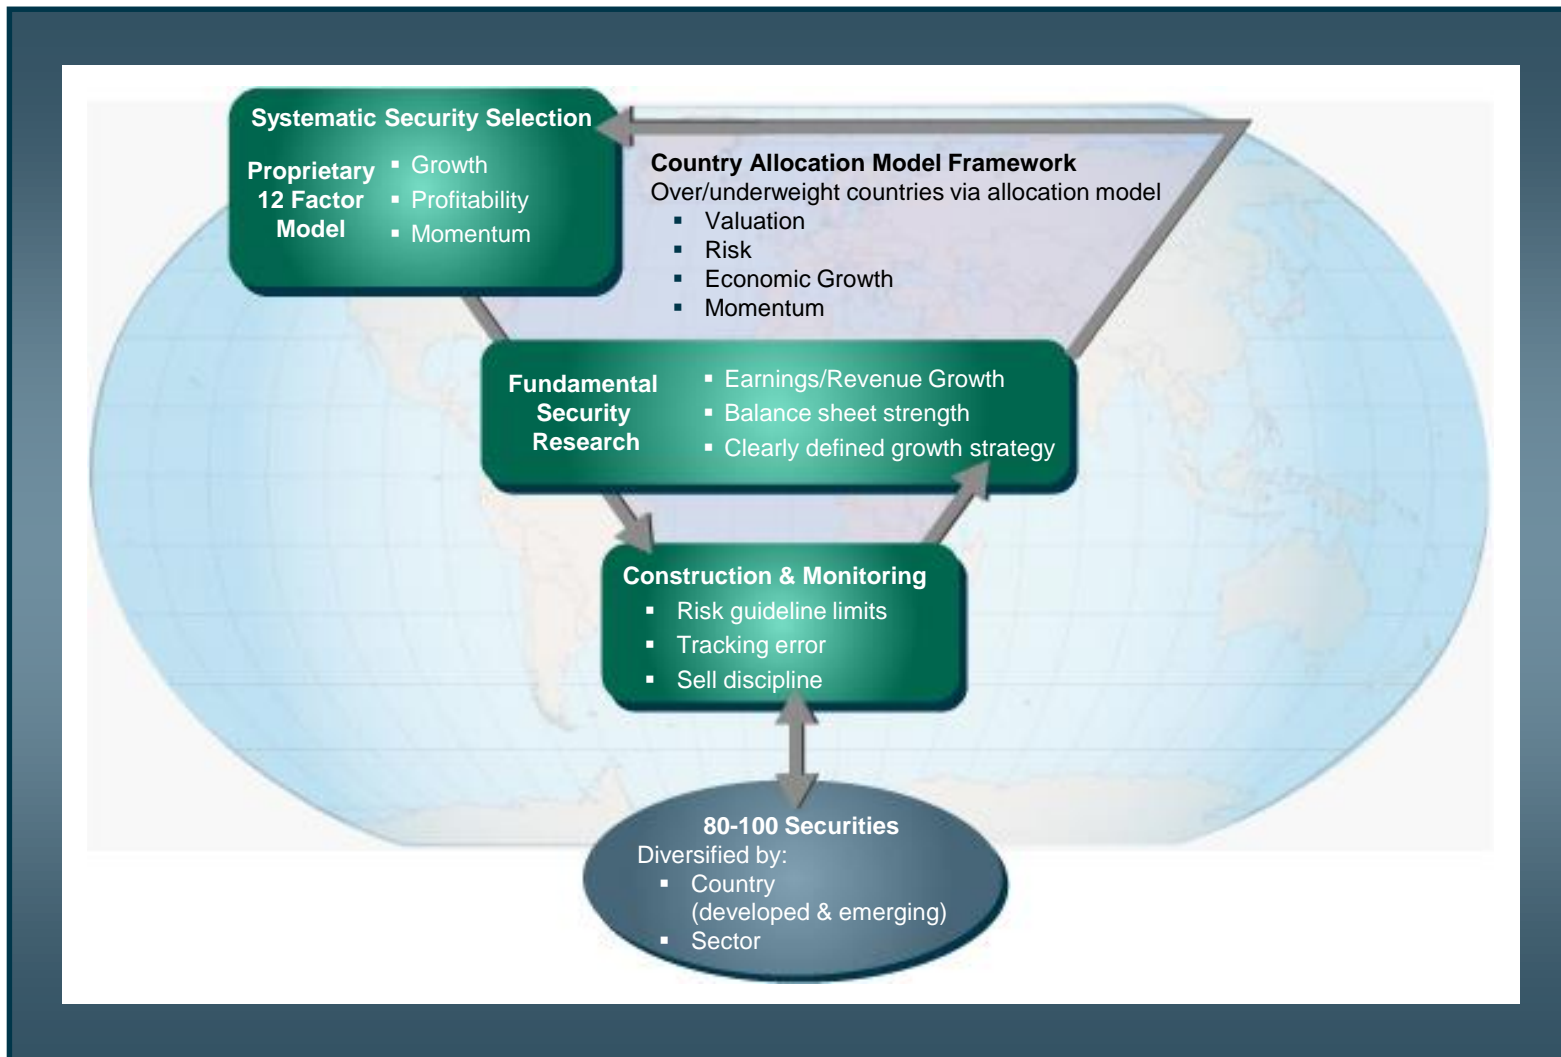 Systematic Security Selection
Proprietary
12 Factor
Model
▪ Growth
▪ Profitability
▪ Momentum
Country Allocation Model Framework
Over/underweight countries via allocation model
▪ Valuation
▪ Risk
▪ Economic Growth
▪ Momentum
Fundamental
Security
Research
▪ Earnings/Revenue Growth
▪ Balance sheet strength
▪ Clearly defined growth strategy
Construction & Monitoring
▪ Risk guideline limits
▪ Tracking error
▪ Sell discipline
80-100 Securities
Diversified by:
▪ Country
(developed & emerging)
▪ Sector